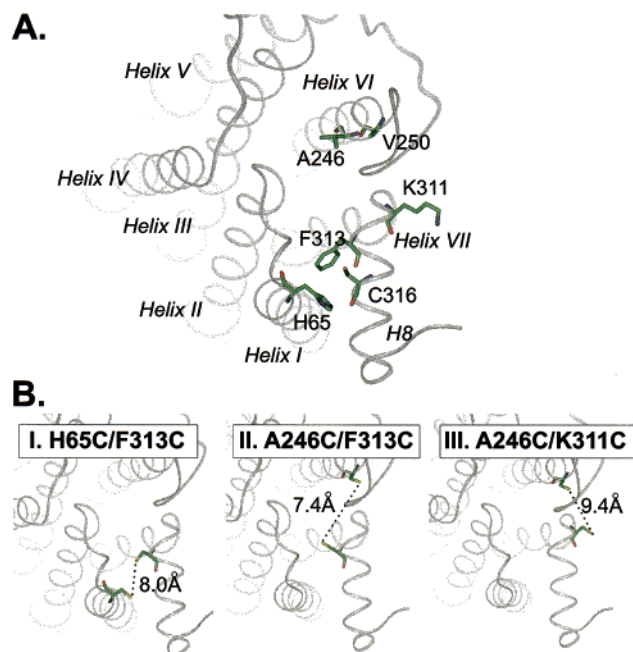 A.
Helix V
Helix VI
A246
V250
Helix IV
K311
Helix III
F313
Helix VII
Helix II
C316
H65
H8
Helix I
B.
I. H65C/F313C
II. A246C/F313C
III. A246C/K311C
8.0Å
7.4Å
9.4Å